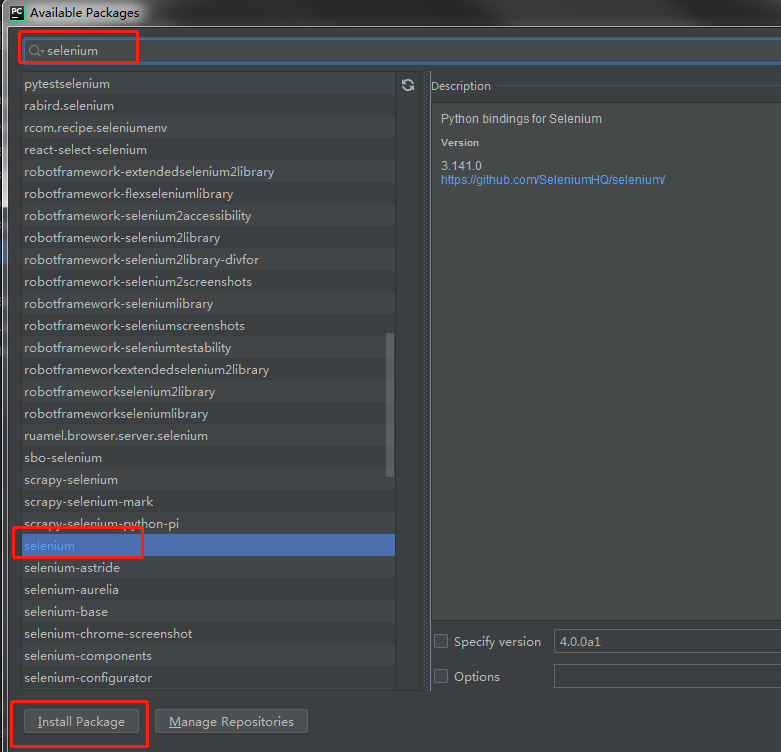 PC Available Packages
selenium
pytestselenium
rabird.selenium
rcom.recipe.seleniumenv
react-select-selenium
robotframework-extendedselenium2library
robotframework-flexseleniumlibrary
robotframework-selenium2accessibility
robotframework-selenium2library
robotframework-selenium2library-divfor
robotframework-selenium2screenshots
robotframework-seleniumlibrary
robotframework-seleniumscreenshots
robotframework-seleniumtestability
robotframeworkextendedselenium2library
robotframeworkselenium2library
robotframeworkseleniumlibrary
ruamel.browser.server.selenium
sbo-selenium
scrapy-selenium
scrapy-selenium-mark
scrapy-selenium-python-pi
selenium
selenium-astride
selenium-aurelia
selenium-base
selenium-chrome-screenshot
selenium-components
selenium-configurator
Description
Python bindings for Selenium
Version
3.141.0
https://github.com/SeleniumHQ/selenium/
Specify version 4.0.0a1
Options
Install Package Manage Repositories